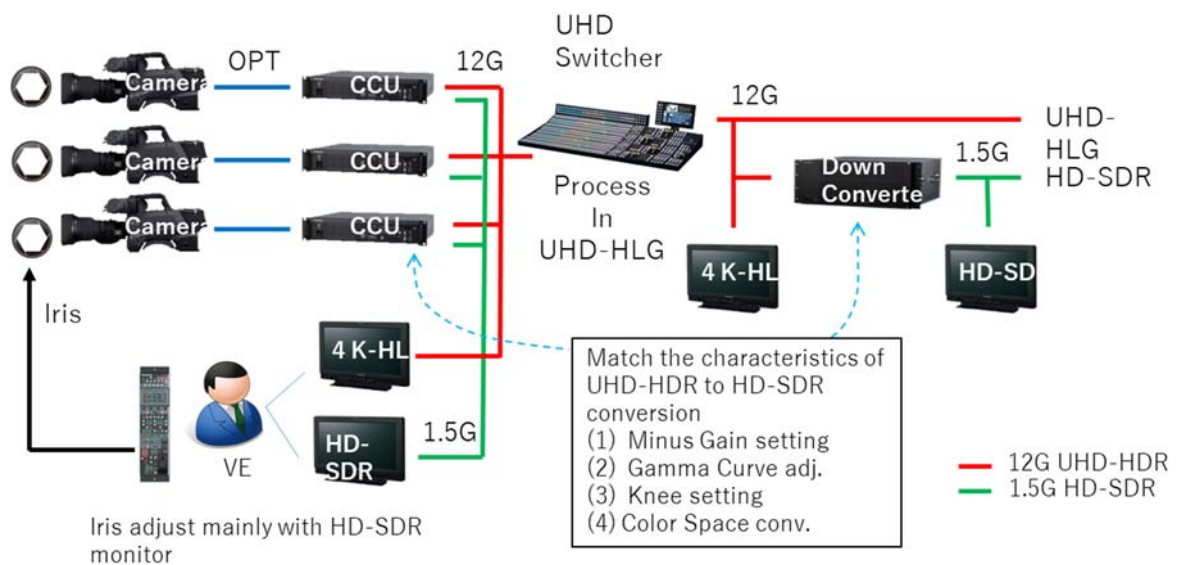 UHD
Switcher
OPT
12G
Camera
CCU
12G
Camera
CCU
UHD-
HLG
1.5G
HD-SDR
Down
Converte
Process
In
UHD-HLG
Camera
CCU
4 K-HL
HD-SD
Iris
4 K-HL
Match the characteristics of
UHD-HDR to HD-SDR
conversion
(1) Minus Gain setting
(2) Gamma Curve adj.
(3) Knee setting
(4) Color Space conv.
1.5G
HD-
SDR
VE
12G UHD-HDR
1.5G HD-SDR
Iris adjust mainly with HD-SDR
monitor